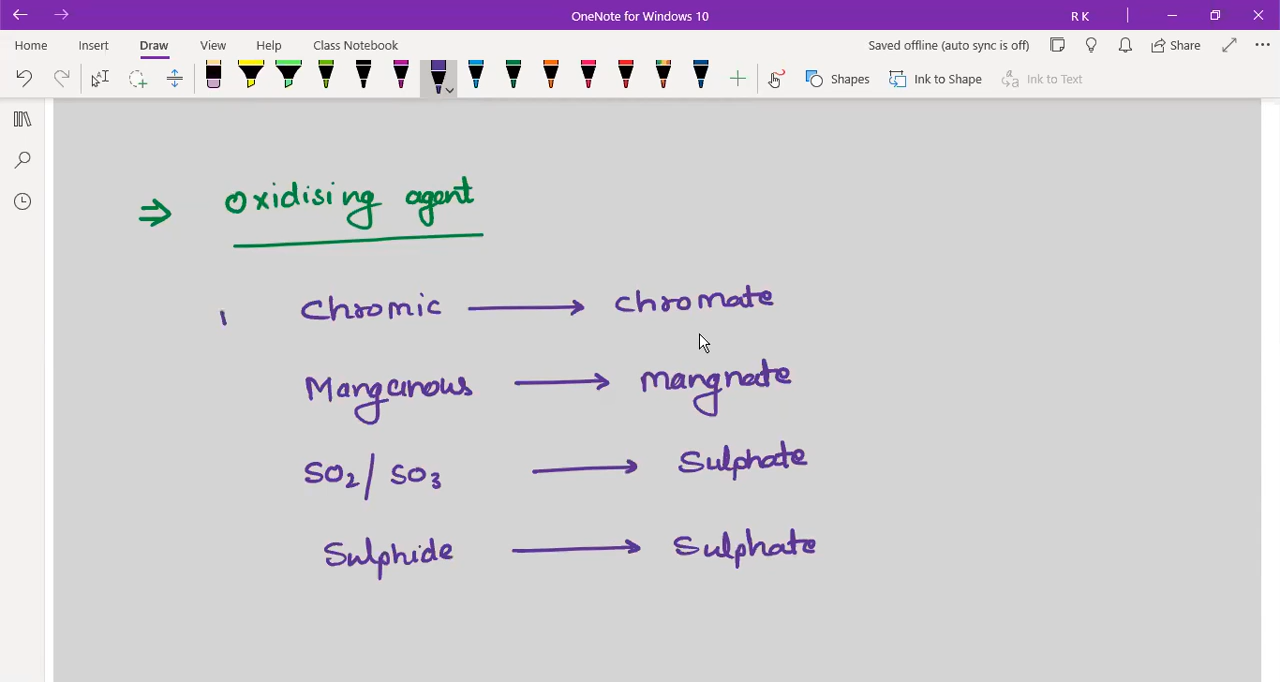 OneNote for Windows 10
R K
Home Insert Draw View Help Class Notebook
Saved offline (auto sync is off) Share
Shapes Ink to Shape Ink to Text
⇒ Oxidising agent
Chromic → Chromate
Manganous → Mangnate
SO2 / SO3 → Sulphate
Sulphide → Sulphate